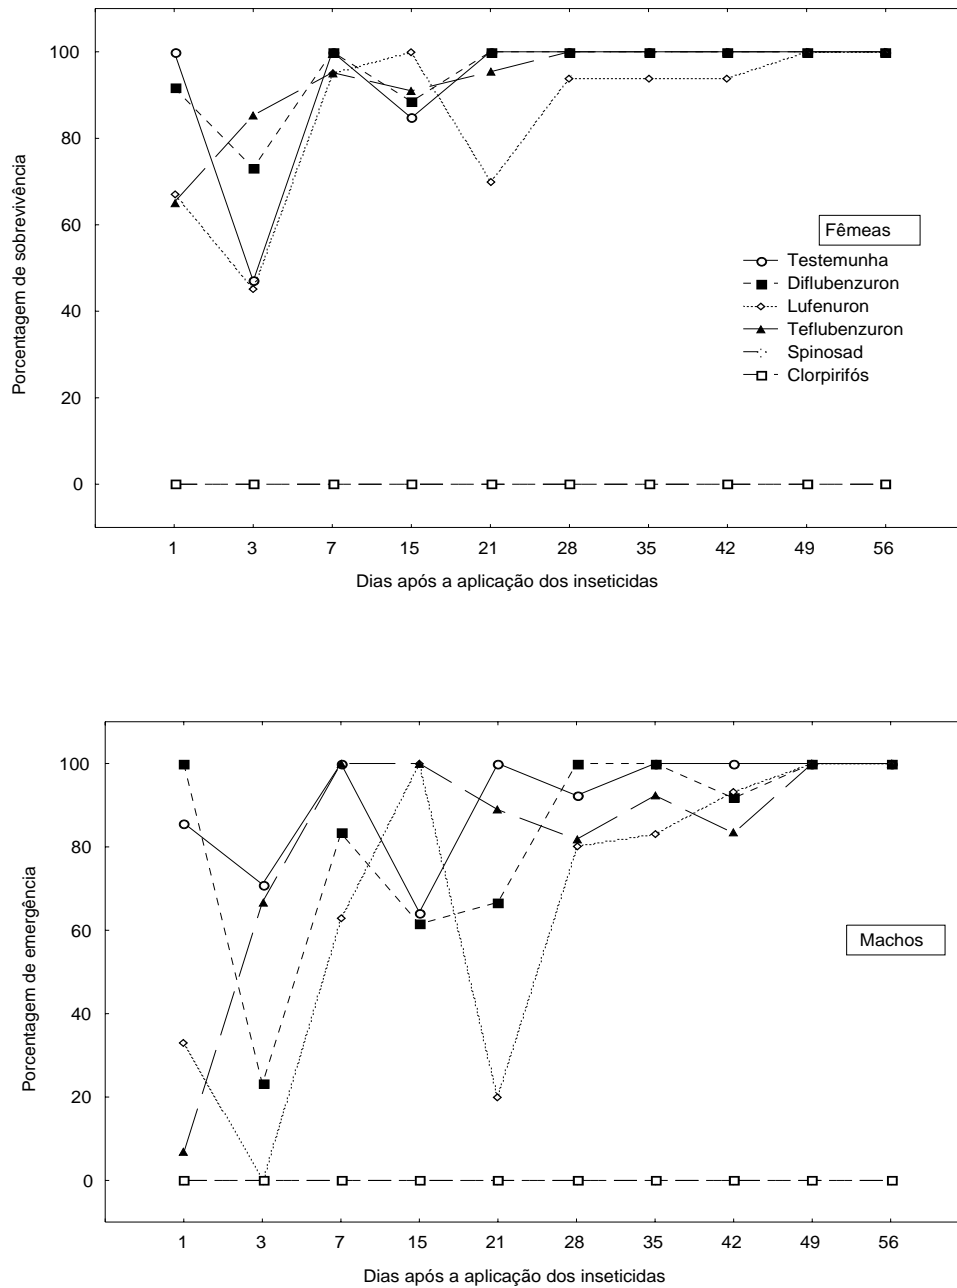 100
80
60
40
20
0
Porcentagem de sobrevivência
Fêmeas
Testemunha
Diflubenzuron
Lufenuron
Teflubenzuron
Spinosad
Clorpirifós
1 3 7 15 21 28 35 42 49 56
Dias após a aplicação dos inseticidas
100
80
60
40
20
0
Porcentagem de emergência
Machos
1 3 7 15 21 28 35 42 49 56
Dias após a aplicação dos inseticidas